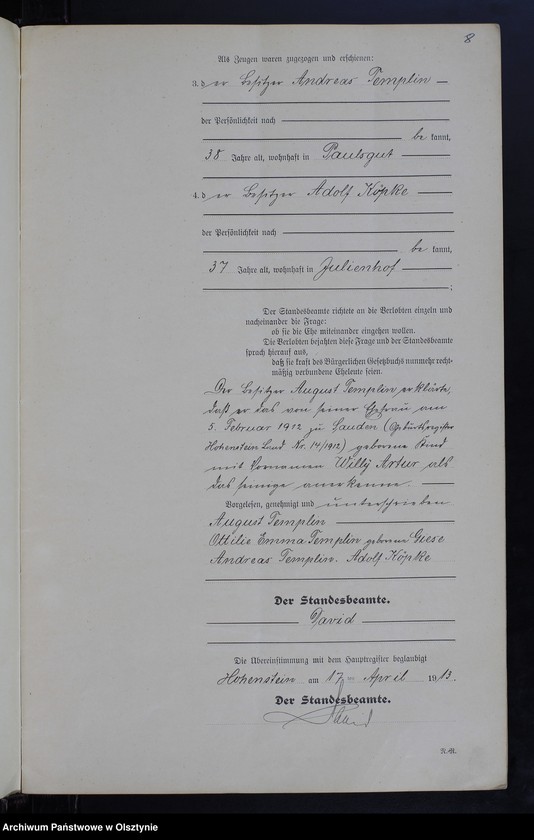 8
Als Zeugen waren zugezogen und erschienen:
3. der Besitzer Andreas Templin
der Persönlichkeit nach
be kannt,
38 Jahre alt, wohnhaft in Paulsgut
4. der Besitzer Adolf Köpke
der Persönlichkeit nach
be kannt,
37 Jahre alt, wohnhaft in Julienhof
;
Der Standesbeamte richtete an die Verlobten einzeln und
nacheinander die Frage:
ob sie die Ehe miteinander eingehen wollen.
Die Verlobten bejahten diese Frage und der Standesbeamte
sprach hierauf aus,
daß sie kraft des Bürgerlichen Gesetzbuchs nunmehr recht-
mäßig verbundene Eheleute seien.
Der Besitzer August Templin erklärte,
daß er das von seiner Ehefrau am
5. Februar 1912 zu Sauden (Geburtsregister
Hohenstein Land Nr. 14/1912) geborene Kind
mit Vornamen Willy Artur als
das seinige anerkenne.
Vorgelesen, genehmigt und unterschrieben
August Templin
Ottilie Emma Templin geborene Giese
Andreas Templin. Adolf Köpke
Der Standesbeamte.
David
Die Übereinstimmung mit dem Hauptregister beglaubigt
Hohenstein am 17 ten April 1913.
Der Standesbeamte.
David
R.-M.
Archiwum Państwowe w Olsztynie